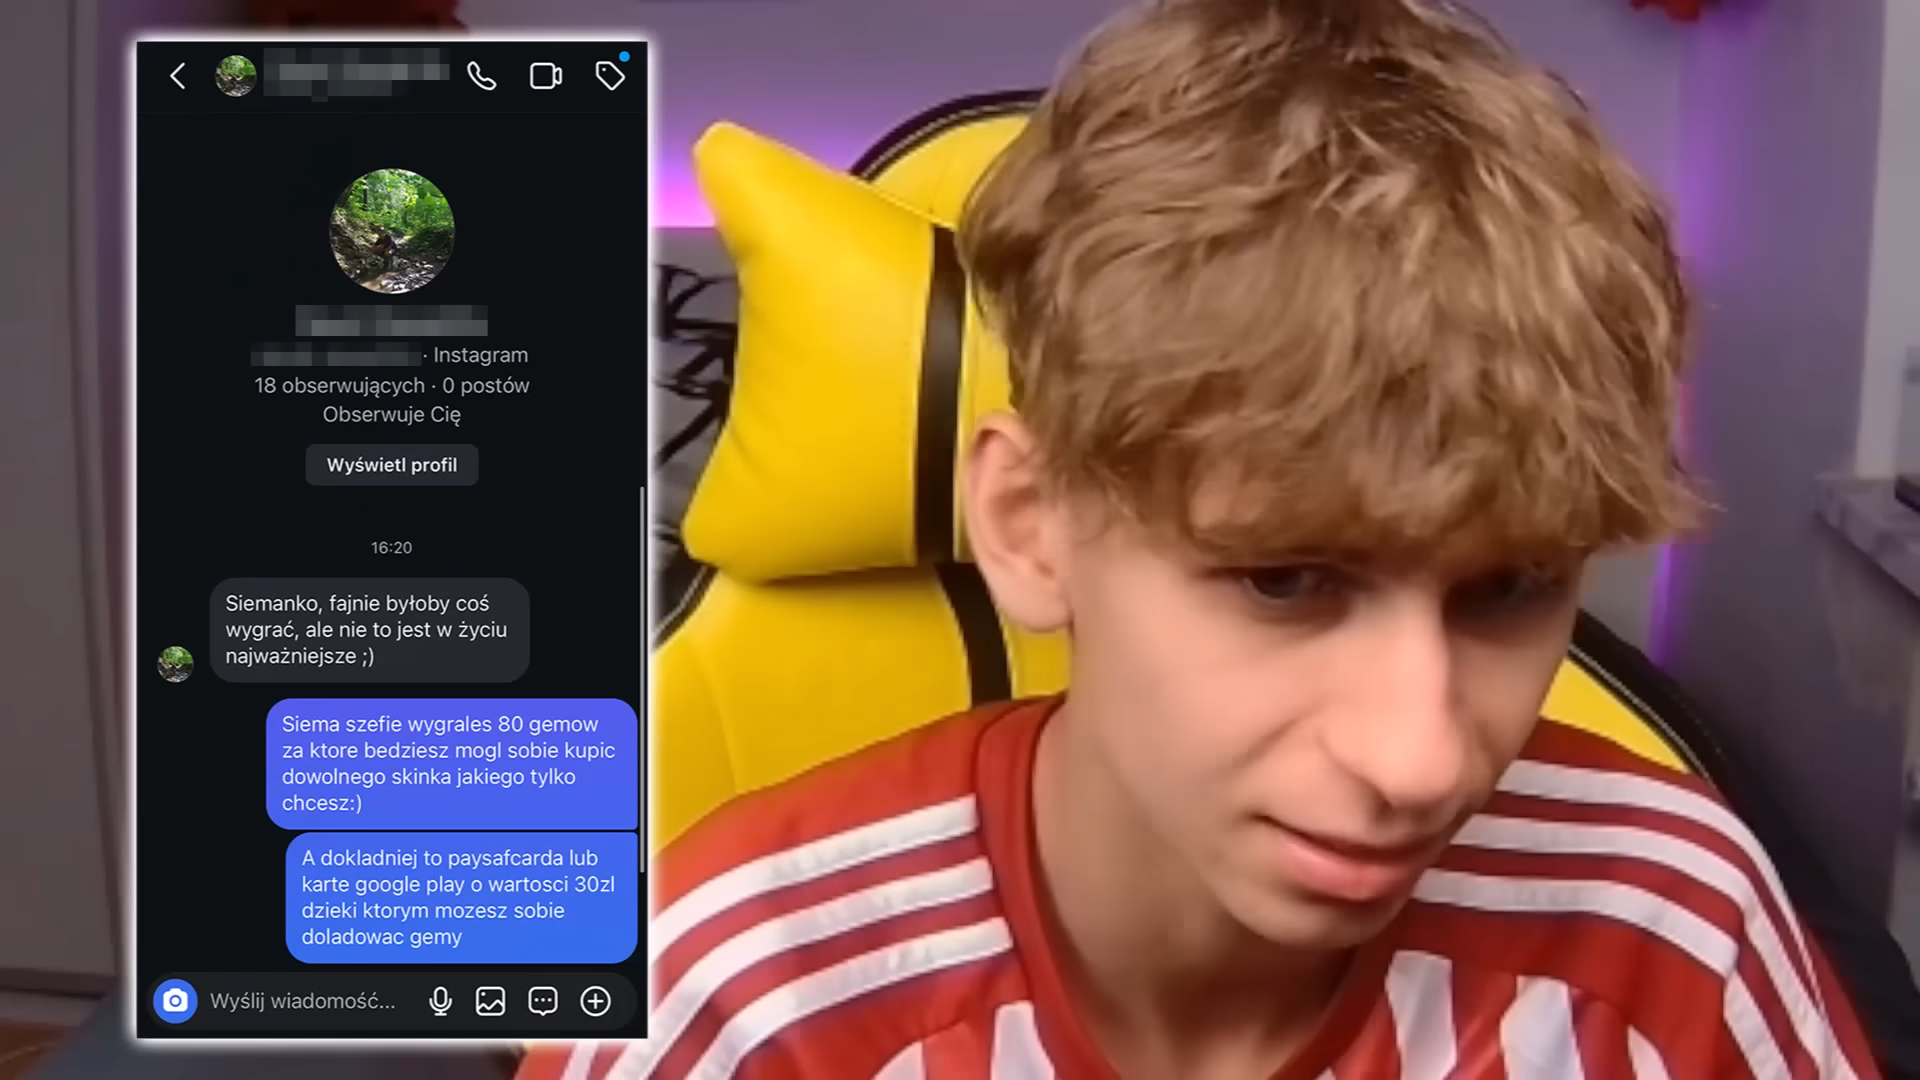 · Instagram
18 obserwujących · 0 postów
Obserwuje Cię
Wyświetl profil
16:20
Siemanko, fajnie byłoby coś
wygrać, ale nie to jest w życiu
najważniejsze ;)
Siema szefie wygrales 80 gemow
za ktore bedziesz mogl sobie kupic
dowolnego skinka jakiego tylko
chcesz:)
A dokladniej to paysafcarda lub
karte google play o wartosci 30zl
dzieki ktorym mozesz sobie
doladowac gemy
Wyślij wiadomość...